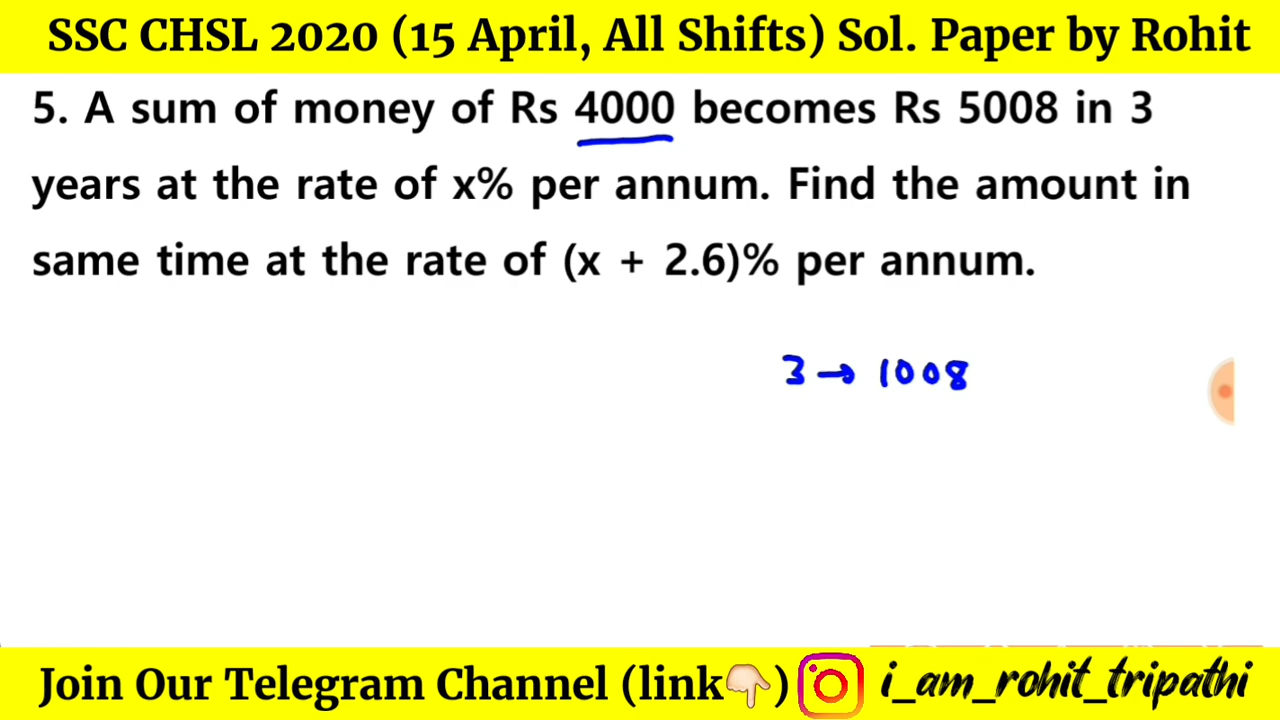 SSC CHSL 2020 (15 April, All Shifts) Sol. Paper by Rohit
5. A sum of money of Rs 4000 becomes Rs 5008 in 3
years at the rate of x% per annum. Find the amount in
same time at the rate of (x + 2.6)% per annum.
3 → 1008
Join Our Telegram Channel (link👇🏻) i_am_rohit_tripathi